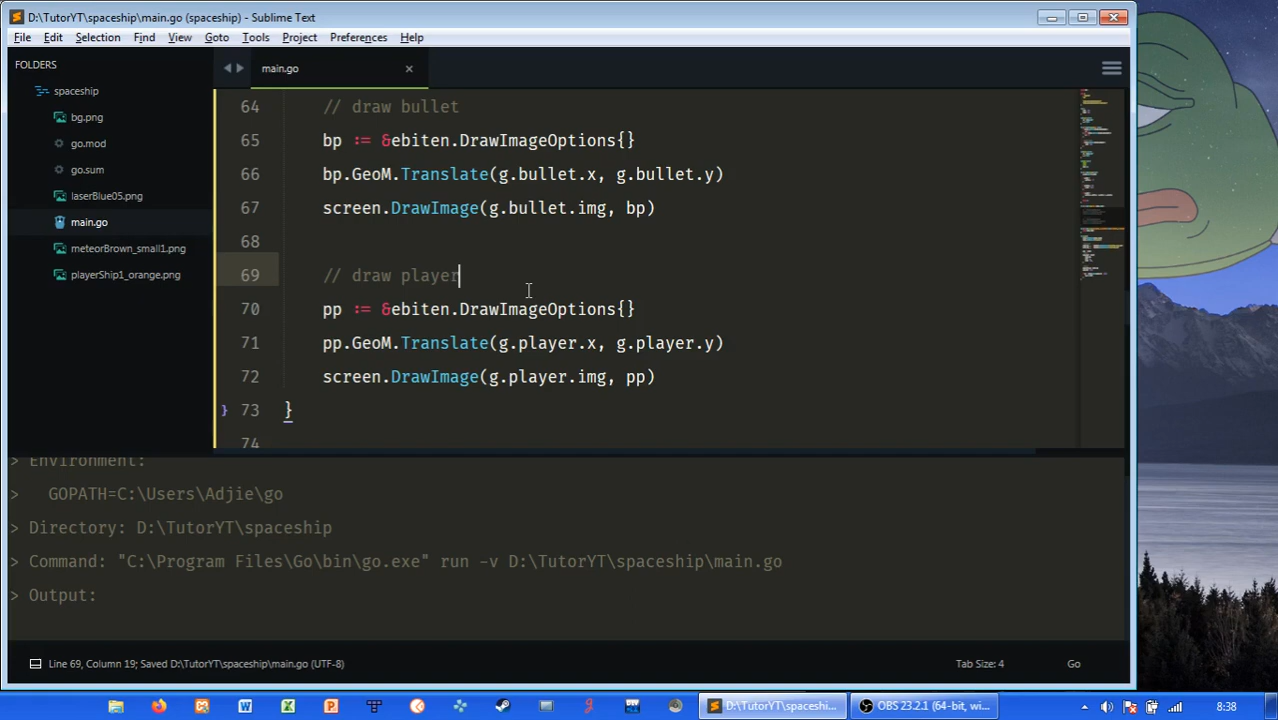 D:\TutorYT\spaceship\main.go (spaceship) - Sublime Text
File Edit Selection Find View Goto Tools Project Preferences Help
FOLDERS
spaceship
bg.png
go.mod
go.sum
laserBlue05.png
main.go
meteorBrown_small1.png
playerShip1_orange.png
main.go ×
64 // draw bullet
65 bp := &ebiten.DrawImageOptions{}
66 bp.GeoM.Translate(g.bullet.x, g.bullet.y)
67 screen.DrawImage(g.bullet.img, bp)
68
69 // draw player
70 pp := &ebiten.DrawImageOptions{}
71 pp.GeoM.Translate(g.player.x, g.player.y)
72 screen.DrawImage(g.player.img, pp)
} 73 }
74
> Environment:
> GOPATH=C:\Users\Adjie\go
> Directory: D:\TutorYT\spaceship
> Command: "C:\Program Files\Go\bin\go.exe" run -v D:\TutorYT\spaceship\main.go
> Output:
Line 69, Column 19; Saved D:\TutorYT\spaceship\main.go (UTF-8) Tab Size: 4 Go
D:\TutorYT\spaceshi... OBS 23.2.1 (64-bit, wi... 8:38